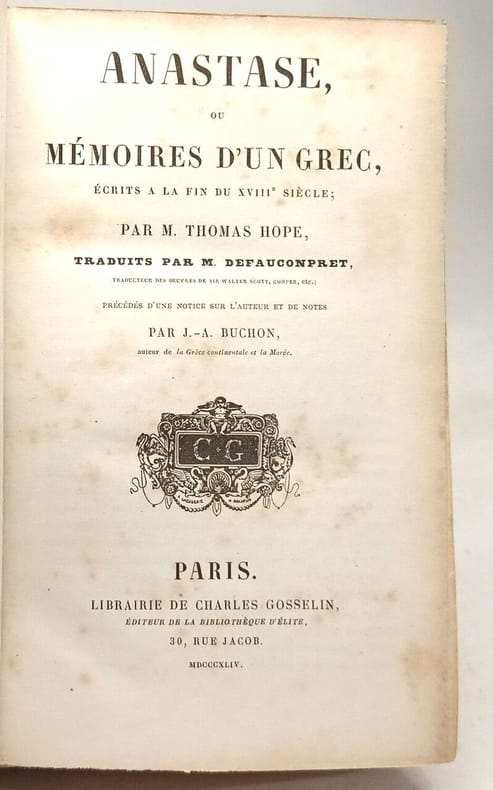 ANASTASE,
OU
MÉMOIRES D'UN GREC,
ÉCRITS A LA FIN DU XVIIIᵉ SIÈCLE;
PAR M. THOMAS HOPE,
TRADUITS PAR M. DEFAUCONPRET,
TRADUCTEUR DES OEUVRES DE SIR WALTER SCOTT, COOPER, etc.;
PRÉCÉDÉS D'UNE NOTICE SUR L'AUTEUR ET DE NOTES
PAR J.-A. BUCHON,
auteur de la Grèce continentale et la Morée.
C·G
PARIS.
LIBRAIRIE DE CHARLES GOSSELIN,
ÉDITEUR DE LA BIBLIOTHÈQUE D'ÉLITE,
30, RUE JACOB.
MDCCCXLIV.